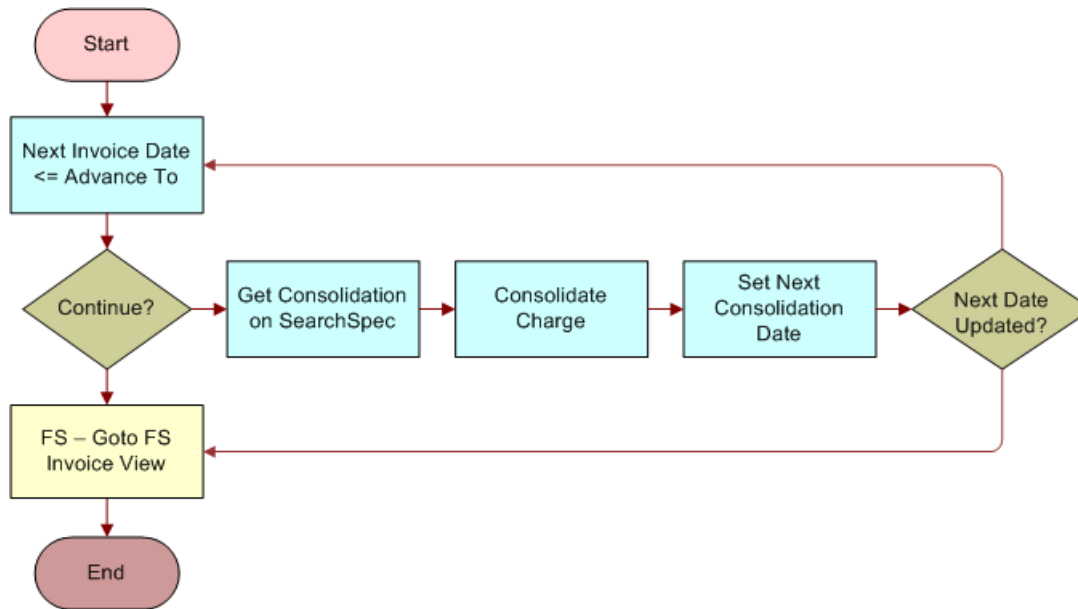 Start
Next Invoice Date
<= Advance To
Continue?
Get Consolidation
on SearchSpec
Consolidate
Charge
Set Next
Consolidation
Date
Next Date
Updated?
FS – Goto FS
Invoice View
End